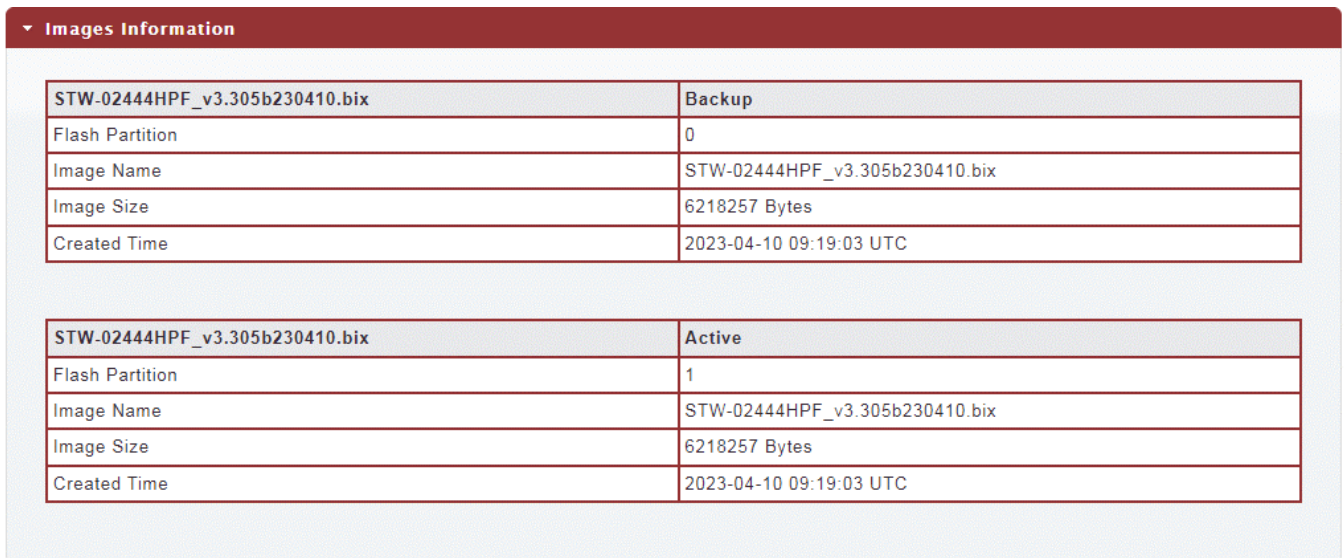 Images Information
STW-02444HPF_v3.305b230410.bix Backup
Flash Partition 0
Image Name STW-02444HPF_v3.305b230410.bix
Image Size 6218257 Bytes
Created Time 2023-04-10 09:19:03 UTC
STW-02444HPF_v3.305b230410.bix Active
Flash Partition 1
Image Name STW-02444HPF_v3.305b230410.bix
Image Size 6218257 Bytes
Created Time 2023-04-10 09:19:03 UTC